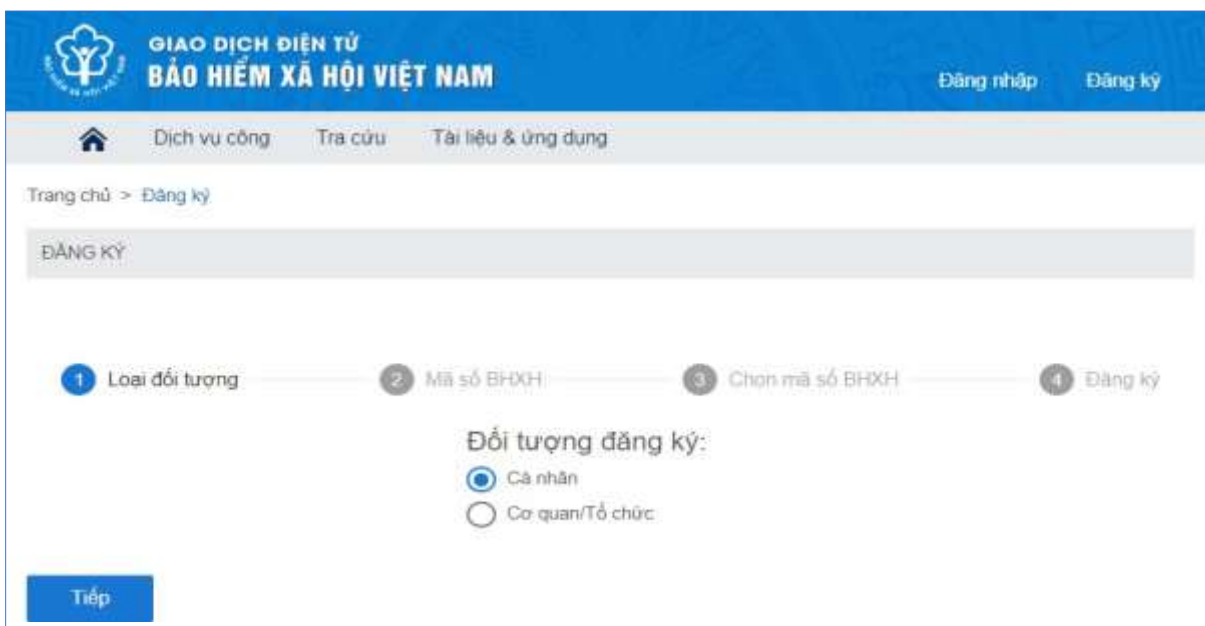 GIAO DỊCH ĐIỆN TỬ
BẢO HIỂM XÃ HỘI VIỆT NAM
Đăng nhập Đăng ký
Dịch vụ công Tra cứu Tài liệu & ứng dụng
Trang chủ > Đăng ký
ĐĂNG KÝ
1 Loại đối tượng 2 Mã số BHXH 3 Chọn mã số BHXH 4 Đăng ký
Đối tượng đăng ký:
Cá nhân
Cơ quan/Tổ chức
Tiếp